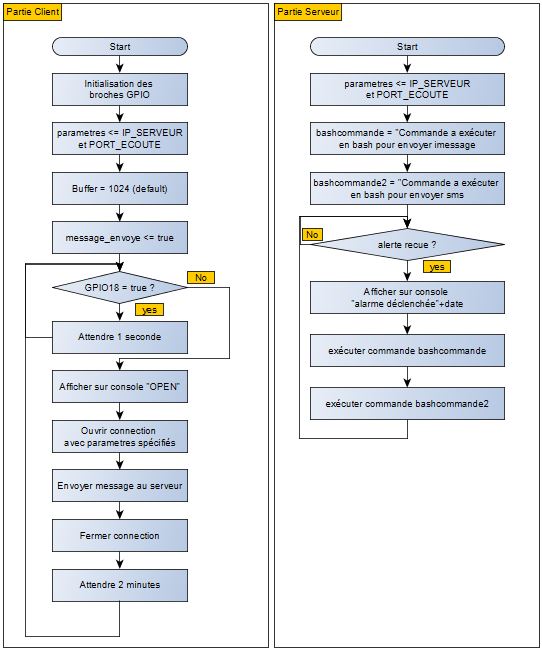 Partie Client
Start
Initialisation des
broches GPIO
parametres <= IP_SERVEUR
et PORT_ECOUTE
Buffer = 1024 (default)
message_envoye <= true
GPIO18 = true ?
No
yes
Attendre 1 seconde
Afficher sur console "OPEN"
Ouvrir connection
avec parametres spécifiés
Envoyer message au serveur
Fermer connection
Attendre 2 minutes
Partie Serveur
Start
parametres <= IP_SERVEUR
et PORT_ECOUTE
bashcommande = "Commande a exécuter
en bash pour envoyer imessage
bashcommande2 = "Commande a exécuter
en bash pour envoyer sms
No
alerte recue ?
yes
Afficher sur console
"alarme déclenchée"+date
exécuter commande bashcommande
exécuter commande bashcommande2